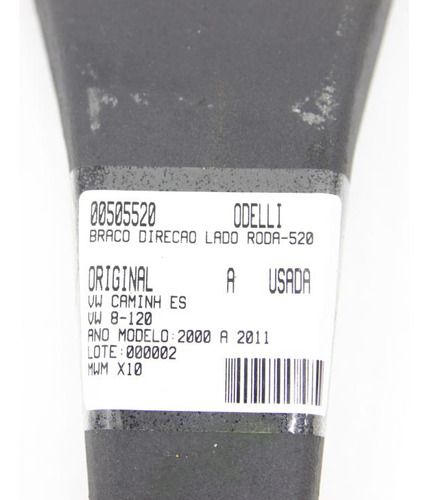 00505520 ODELLI
BRACO DIRECAO LADO RODA-520
ORIGINAL A USADA
VW CAMINH ES
VW 8-120
ANO MODELO:2000 A 2011
LOTE:000002
MWM X10